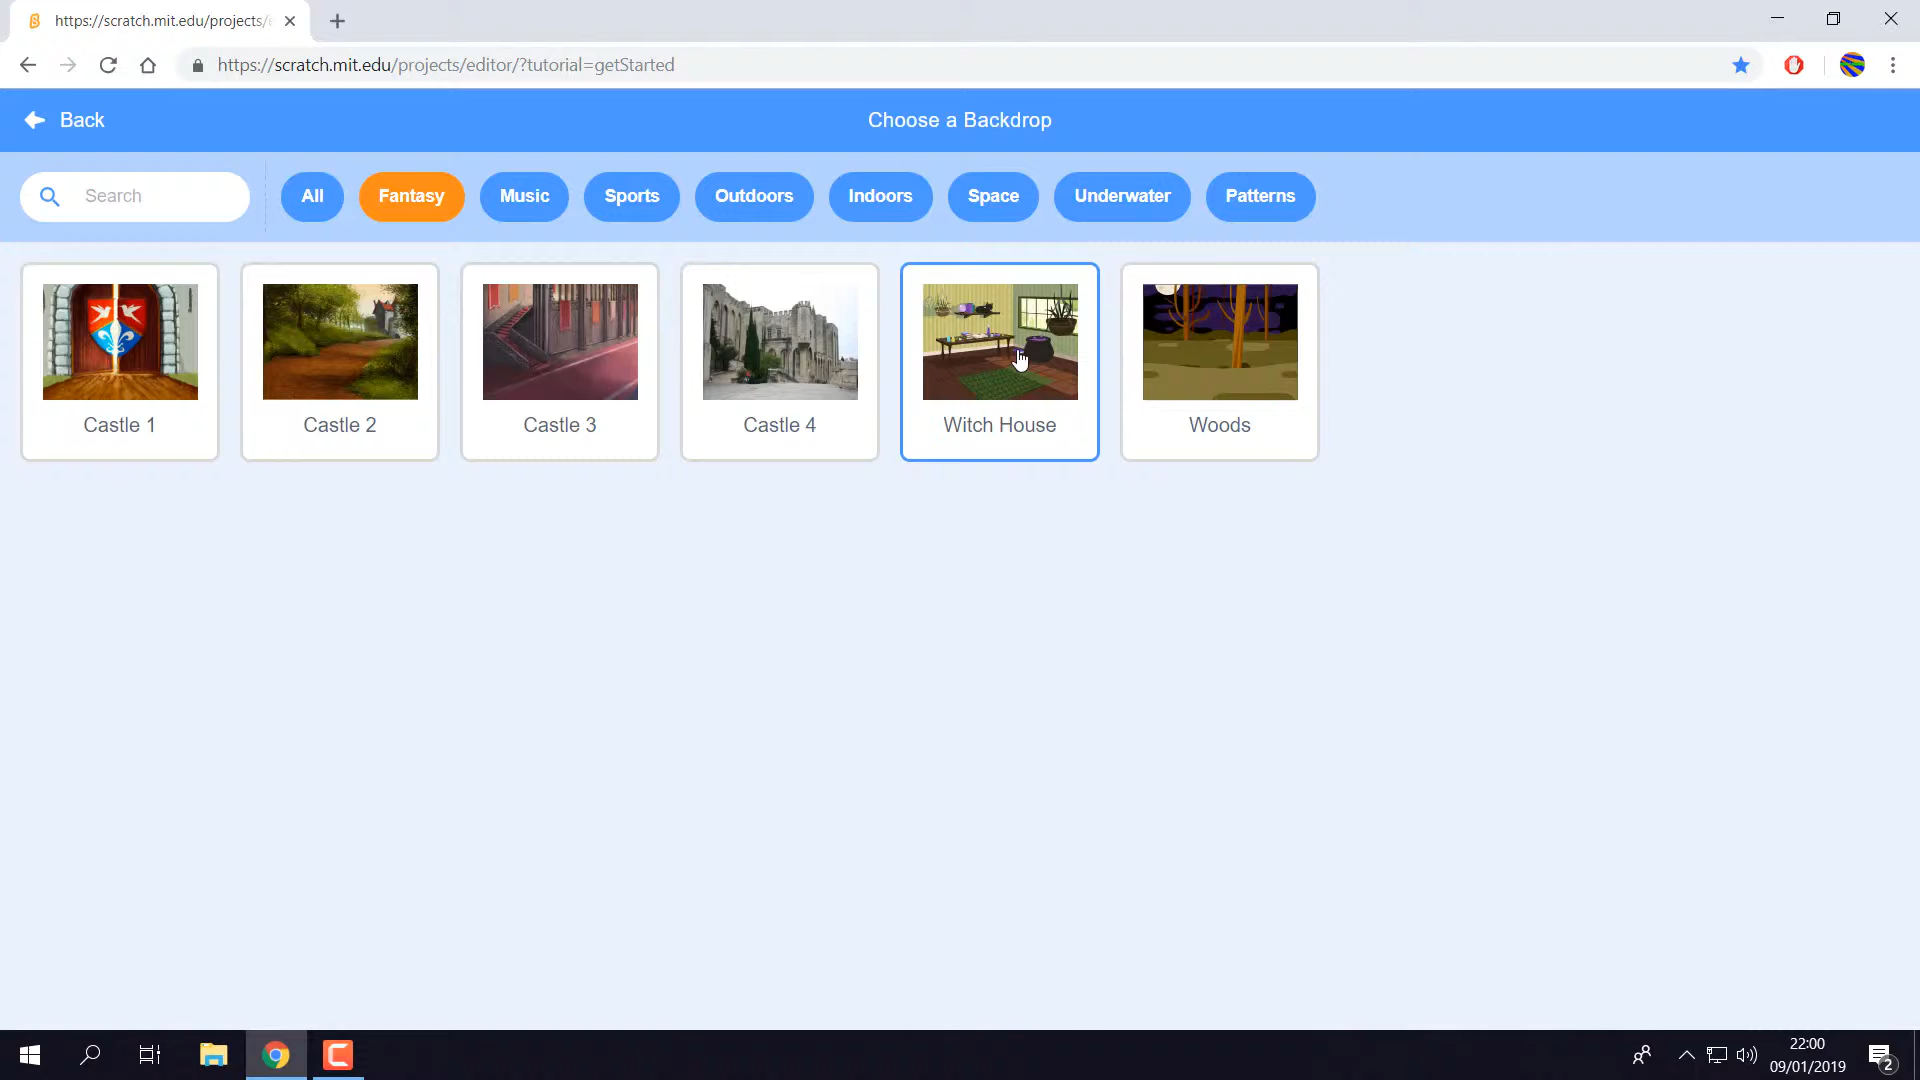 https://scratch.mit.edu/projects/
https://scratch.mit.edu/projects/editor/?tutorial=getStarted
Back
Choose a Backdrop
Search
All
Fantasy
Music
Sports
Outdoors
Indoors
Space
Underwater
Patterns
Castle 1
Castle 2
Castle 3
Castle 4
Witch House
Woods
22:00
09/01/2019
2